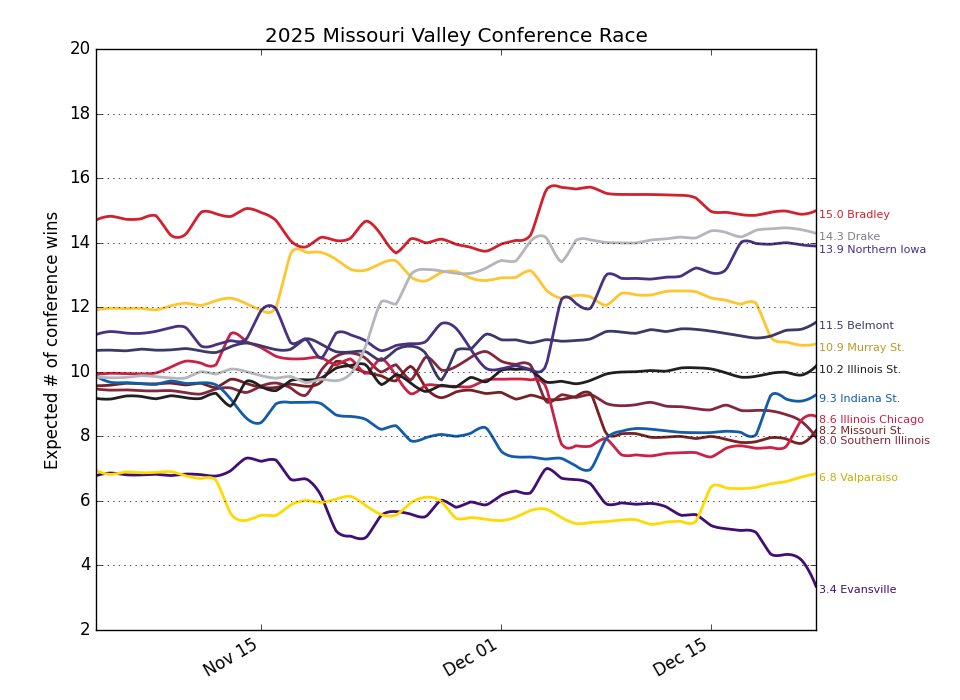 2025 Missouri Valley Conference Race
Expected # of conference wins
20
18
16
14
12
10
8
6
4
2
15.0 Bradley
14.3 Drake
13.9 Northern Iowa
11.5 Belmont
10.9 Murray St.
10.2 Illinois St.
9.3 Indiana St.
8.6 Illinois Chicago
8.2 Missouri St.
8.0 Southern Illinois
6.8 Valparaiso
3.4 Evansville
Nov 15
Dec 01
Dec 15